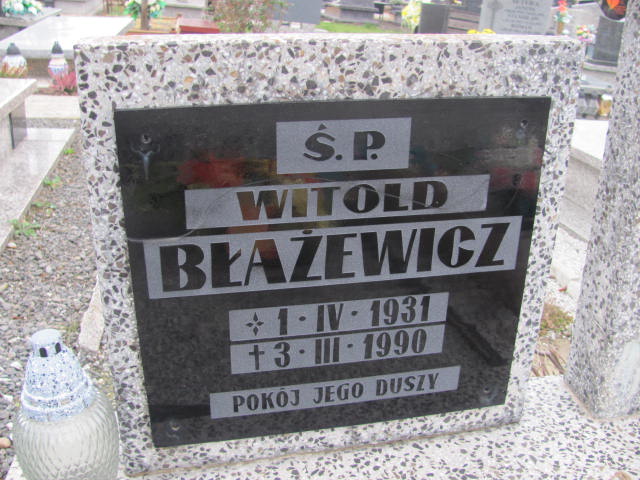 Ś.P.
WITOLD
BŁAŻEWICZ
1·IV·1931
†3·III·1990
POKÓJ JEGO DUSZY